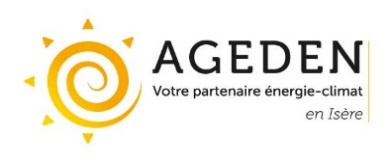 AGEDEN
Votre partenaire énergie-climat
en Isère